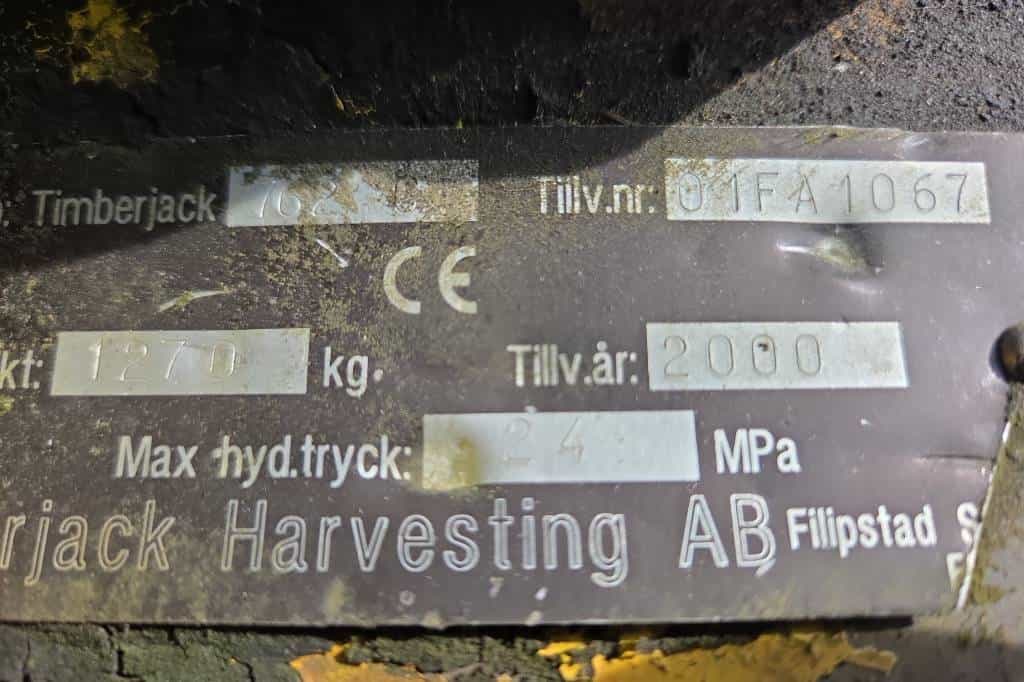 Timberjack 762 C Tillv.nr: 01FA1067
CE
kt: 1270 kg. Tillv.år: 2000
Max hyd.tryck: 24 MPa
rjack Harvesting AB Filipstad S